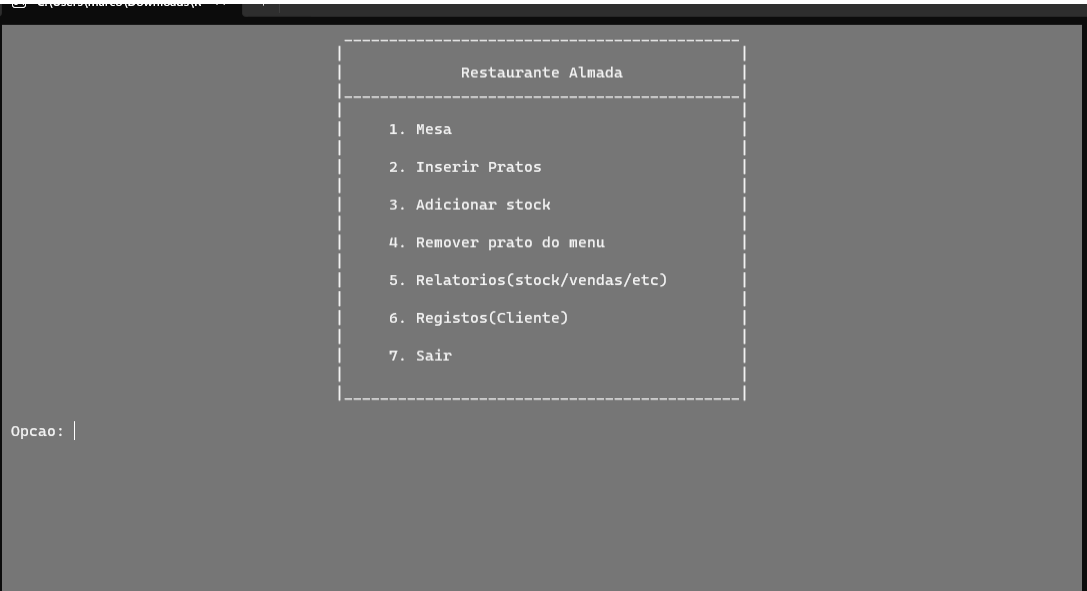 Restaurante Almada
1. Mesa
2. Inserir Pratos
3. Adicionar stock
4. Remover prato do menu
5. Relatorios(stock/vendas/etc)
6. Registos(Cliente)
7. Sair
Opcao: